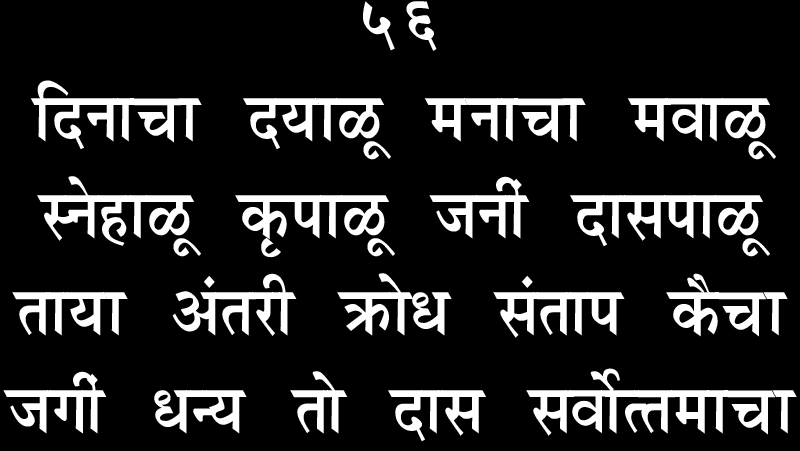 ५६
दिनाचा दयाळू मनाचा मवाळू
स्नेहाळू कृपाळू जनीं दासपाळू
ताया अंतरी क्रोध संताप कैचा
जगीं धन्य तो दास सर्वोत्तमाचा